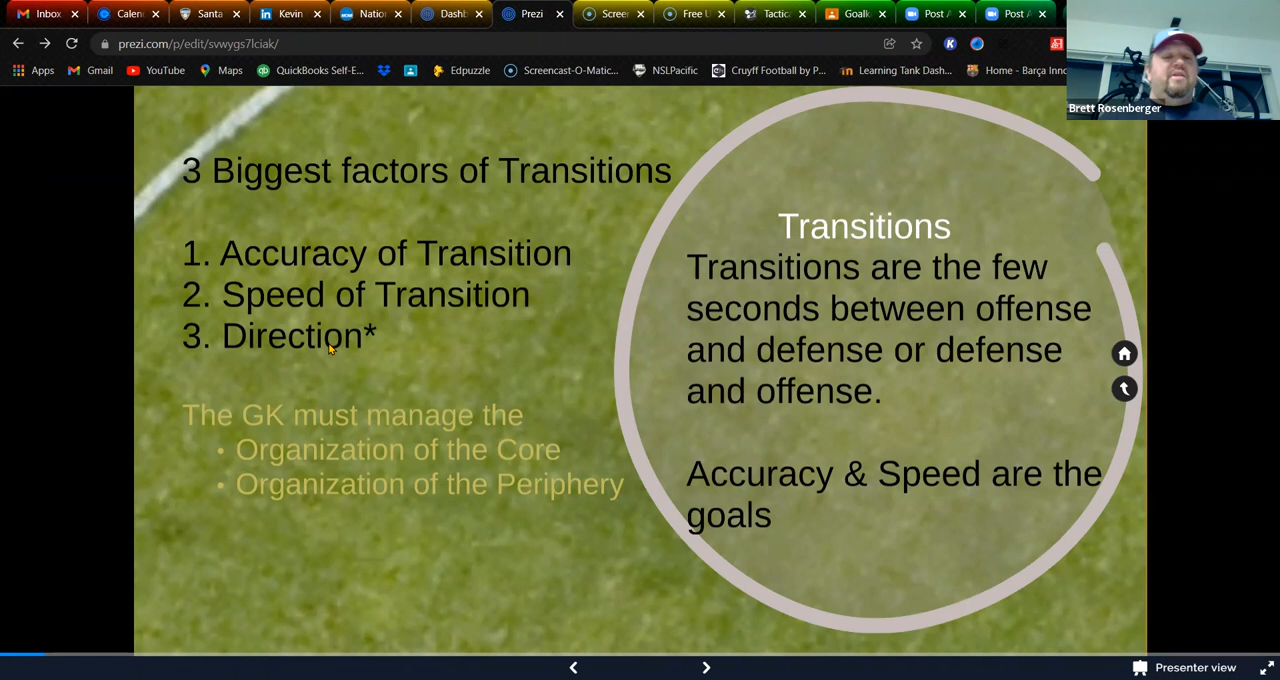 Inbox
Calen
Santa
Kevin
Natio
Dashb
Prezi
Scree
Free U
Tactica
Goalk
Post A
Post A
prezi.com/p/edit/svwygs7lciak/
Apps
Gmail
YouTube
Maps
QuickBooks Self-E...
Edpuzzle
Screencast-O-Matic...
NSLPacific
Cruyff Football by P...
Learning Tank Dash...
Home - Barça Inno
Brett Rosenberger
3 Biggest factors of Transitions
1. Accuracy of Transition
2. Speed of Transition
3. Direction*
The GK must manage the
• Organization of the Core
• Organization of the Periphery
Transitions
Transitions are the few
seconds between offense
and defense or defense
and offense.
Accuracy & Speed are the
goals
Presenter view